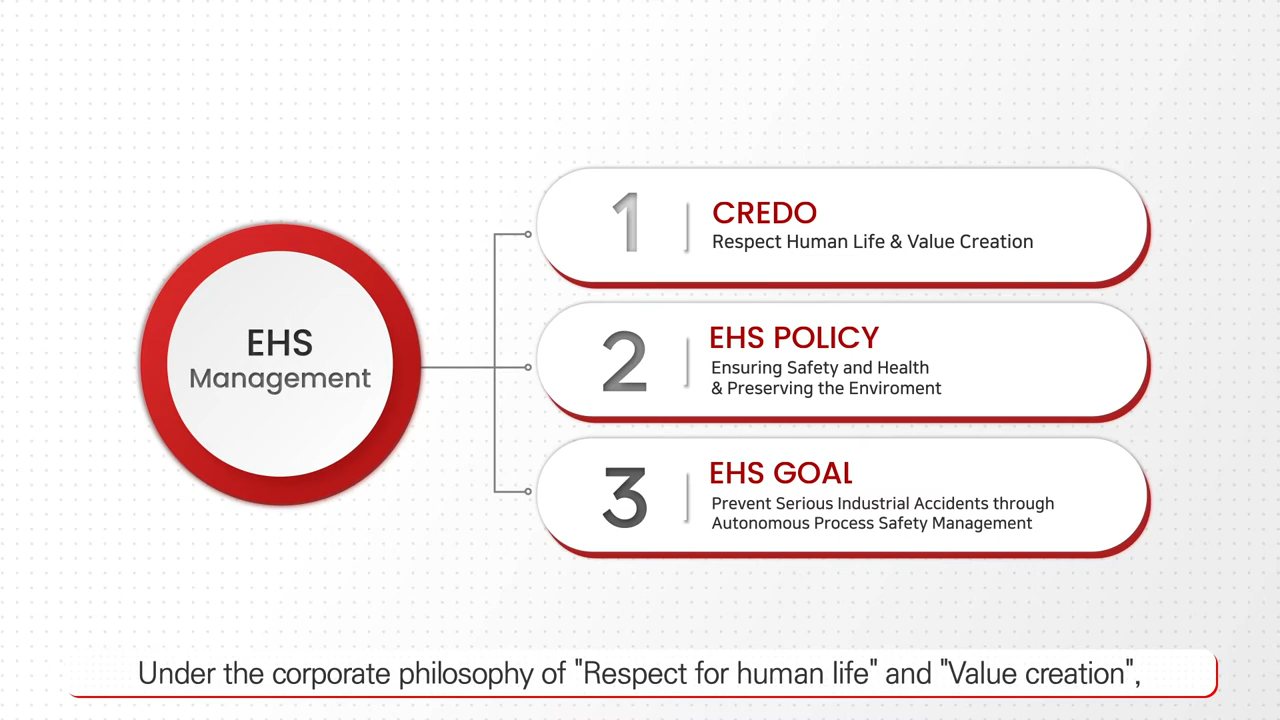 EHS
Management
1
CREDO
Respect Human Life & Value Creation
2
EHS POLICY
Ensuring Safety and Health
& Preserving the Enviroment
3
EHS GOAL
Prevent Serious Industrial Accidents through
Autonomous Process Safety Management
Under the corporate philosophy of "Respect for human life" and "Value creation",